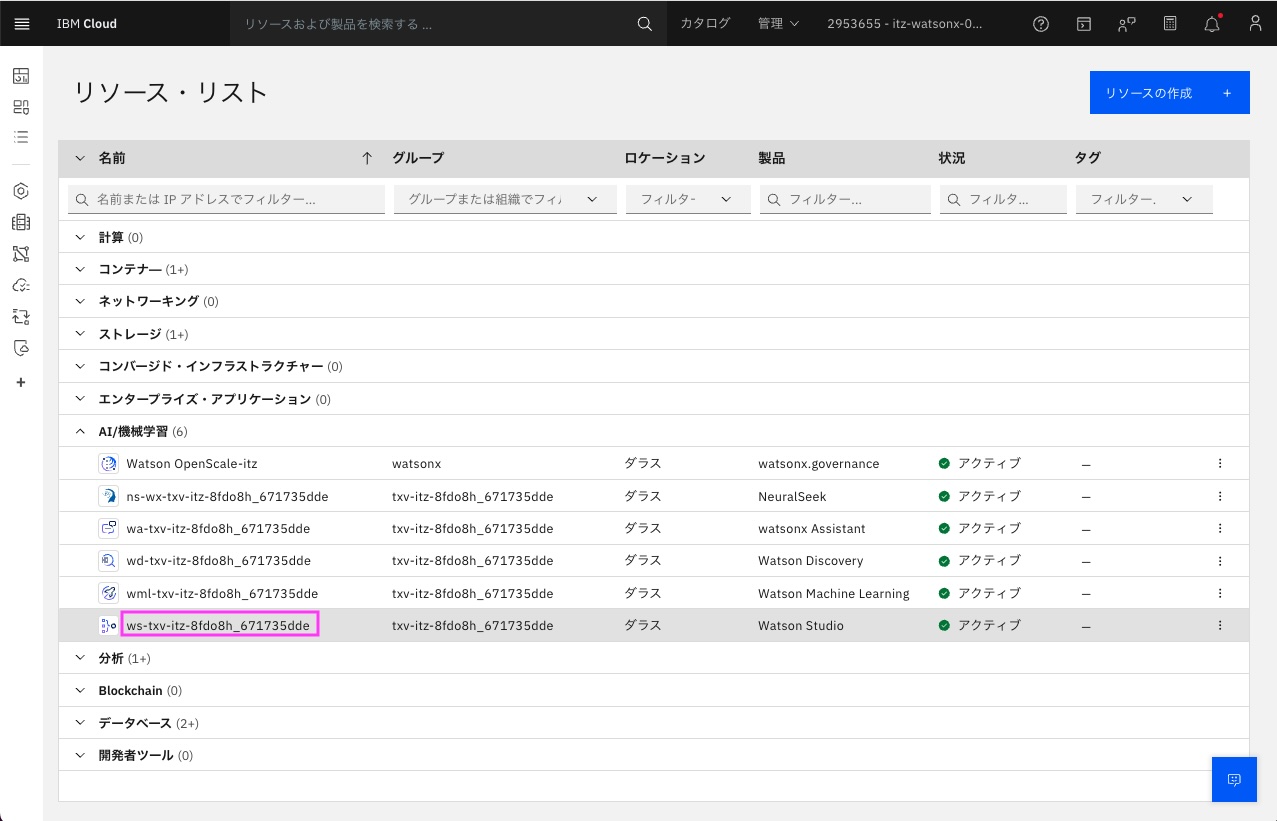 IBM Cloud リソースおよび製品を検索する ... カタログ 管理 2953655 - itz-watsonx-0...
リソース・リスト
リソースの作成 +
名前 グループ ロケーション 製品 状況 タグ
名前または IP アドレスでフィルター... グループまたは組織でフィル フィルター フィルター... フィルタ... フィルター.
計算 (0)
コンテナー (1+)
ネットワーキング (0)
ストレージ (1+)
コンバージド・インフラストラクチャー (0)
エンタープライズ・アプリケーション (0)
AI/機械学習 (6)
Watson OpenScale-itz watsonx ダラス watsonx.governance アクティブ –
ns-wx-txv-itz-8fdo8h_671735dde txv-itz-8fdo8h_671735dde ダラス NeuralSeek アクティブ –
wa-txv-itz-8fdo8h_671735dde txv-itz-8fdo8h_671735dde ダラス watsonx Assistant アクティブ –
wd-txv-itz-8fdo8h_671735dde txv-itz-8fdo8h_671735dde ダラス Watson Discovery アクティブ –
wml-txv-itz-8fdo8h_671735dde txv-itz-8fdo8h_671735dde ダラス Watson Machine Learning アクティブ –
ws-txv-itz-8fdo8h_671735dde txv-itz-8fdo8h_671735dde ダラス Watson Studio アクティブ –
分析 (1+)
Blockchain (0)
データベース (2+)
開発者ツール (0)